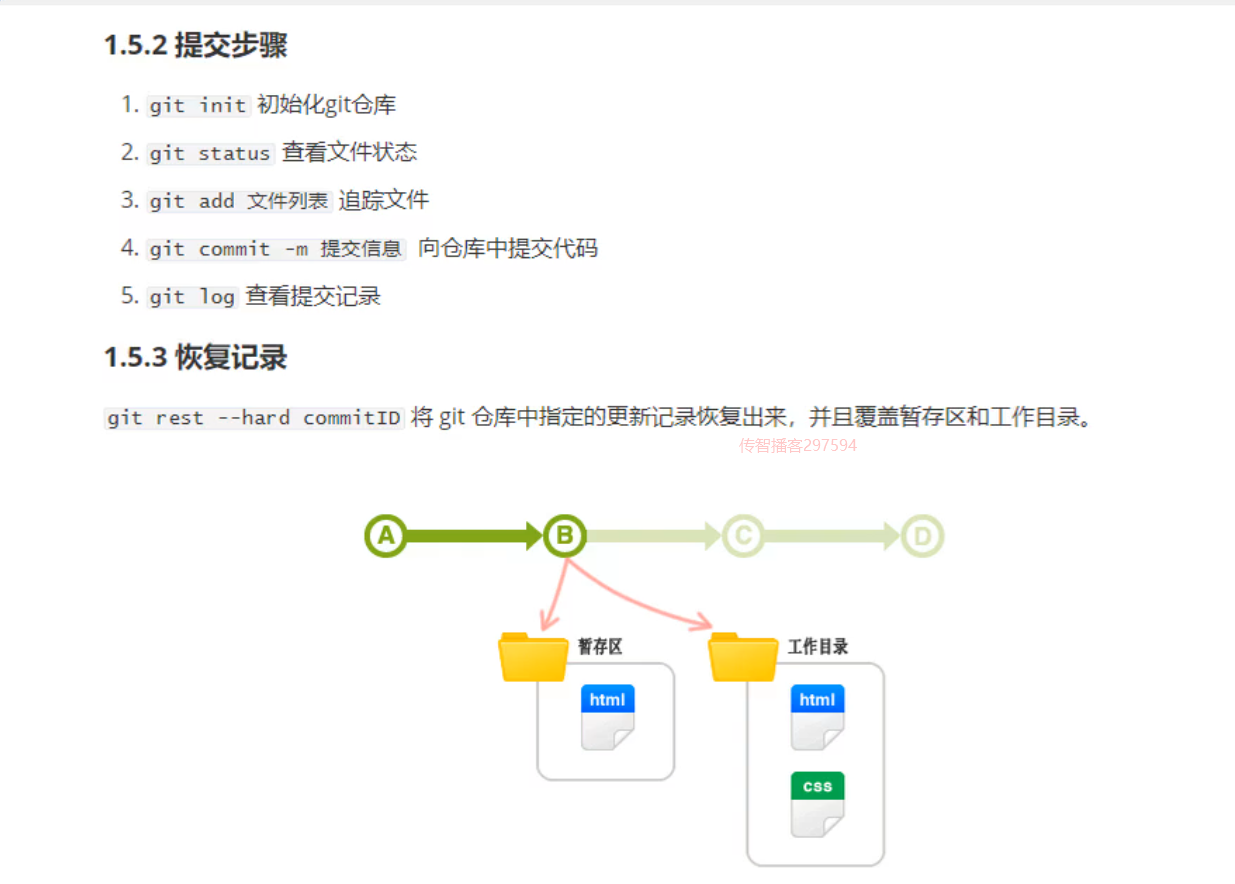 1.5.2 提交步骤
1. git init 初始化git仓库
2. git status 查看文件状态
3. git add 文件列表 追踪文件
4. git commit -m 提交信息 向仓库中提交代码
5. git log 查看提交记录
1.5.3 恢复记录
git rest --hard commitID 将 git 仓库中指定的更新记录恢复出来，并且覆盖暂存区和工作目录。
传智播客297594
A B C D
暂存区 工作目录
html html
css